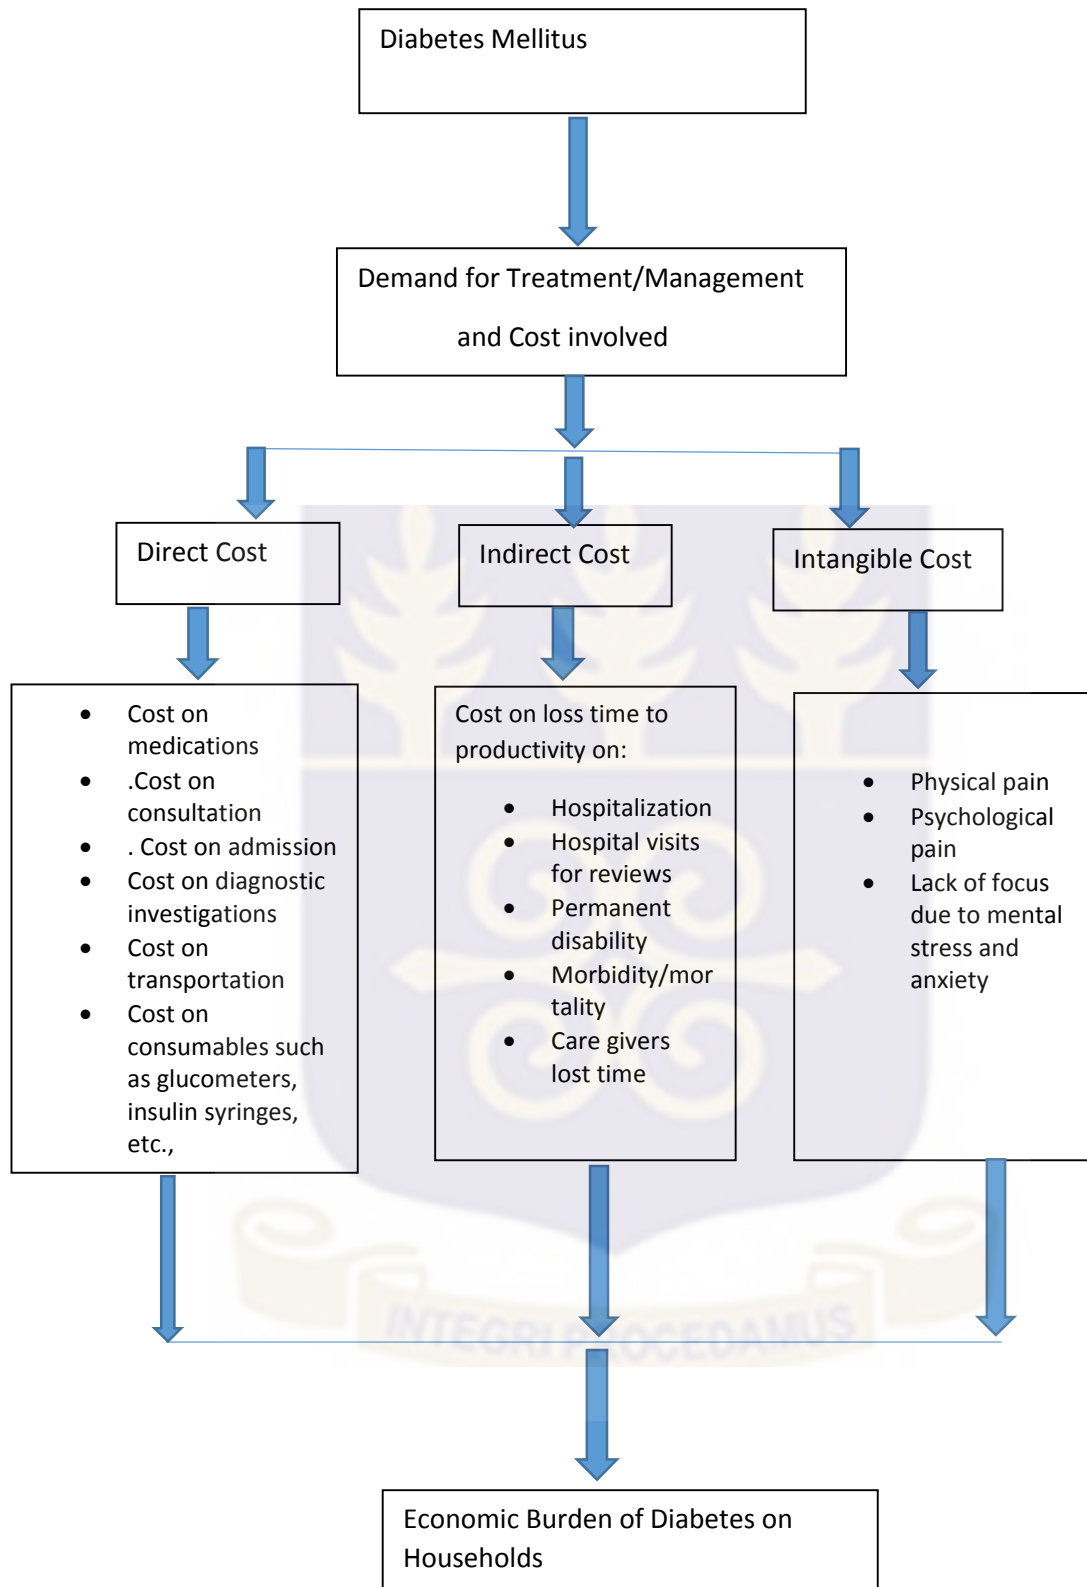 Diabetes Mellitus
Demand for Treatment/Management
and Cost involved
Direct Cost
Indirect Cost
Intangible Cost
• Cost on
medications
• .Cost on
consultation
• . Cost on admission
• Cost on diagnostic
investigations
• Cost on
transportation
• Cost on
consumables such
as glucometers,
insulin syringes,
etc.,
Cost on loss time to
productivity on:
• Hospitalization
• Hospital visits
for reviews
• Permanent
disability
• Morbidity/mor
tality
• Care givers
lost time
• Physical pain
• Psychological
pain
• Lack of focus
due to mental
stress and
anxiety
INTEGRI PROCEDAMUS
Economic Burden of Diabetes on
Households